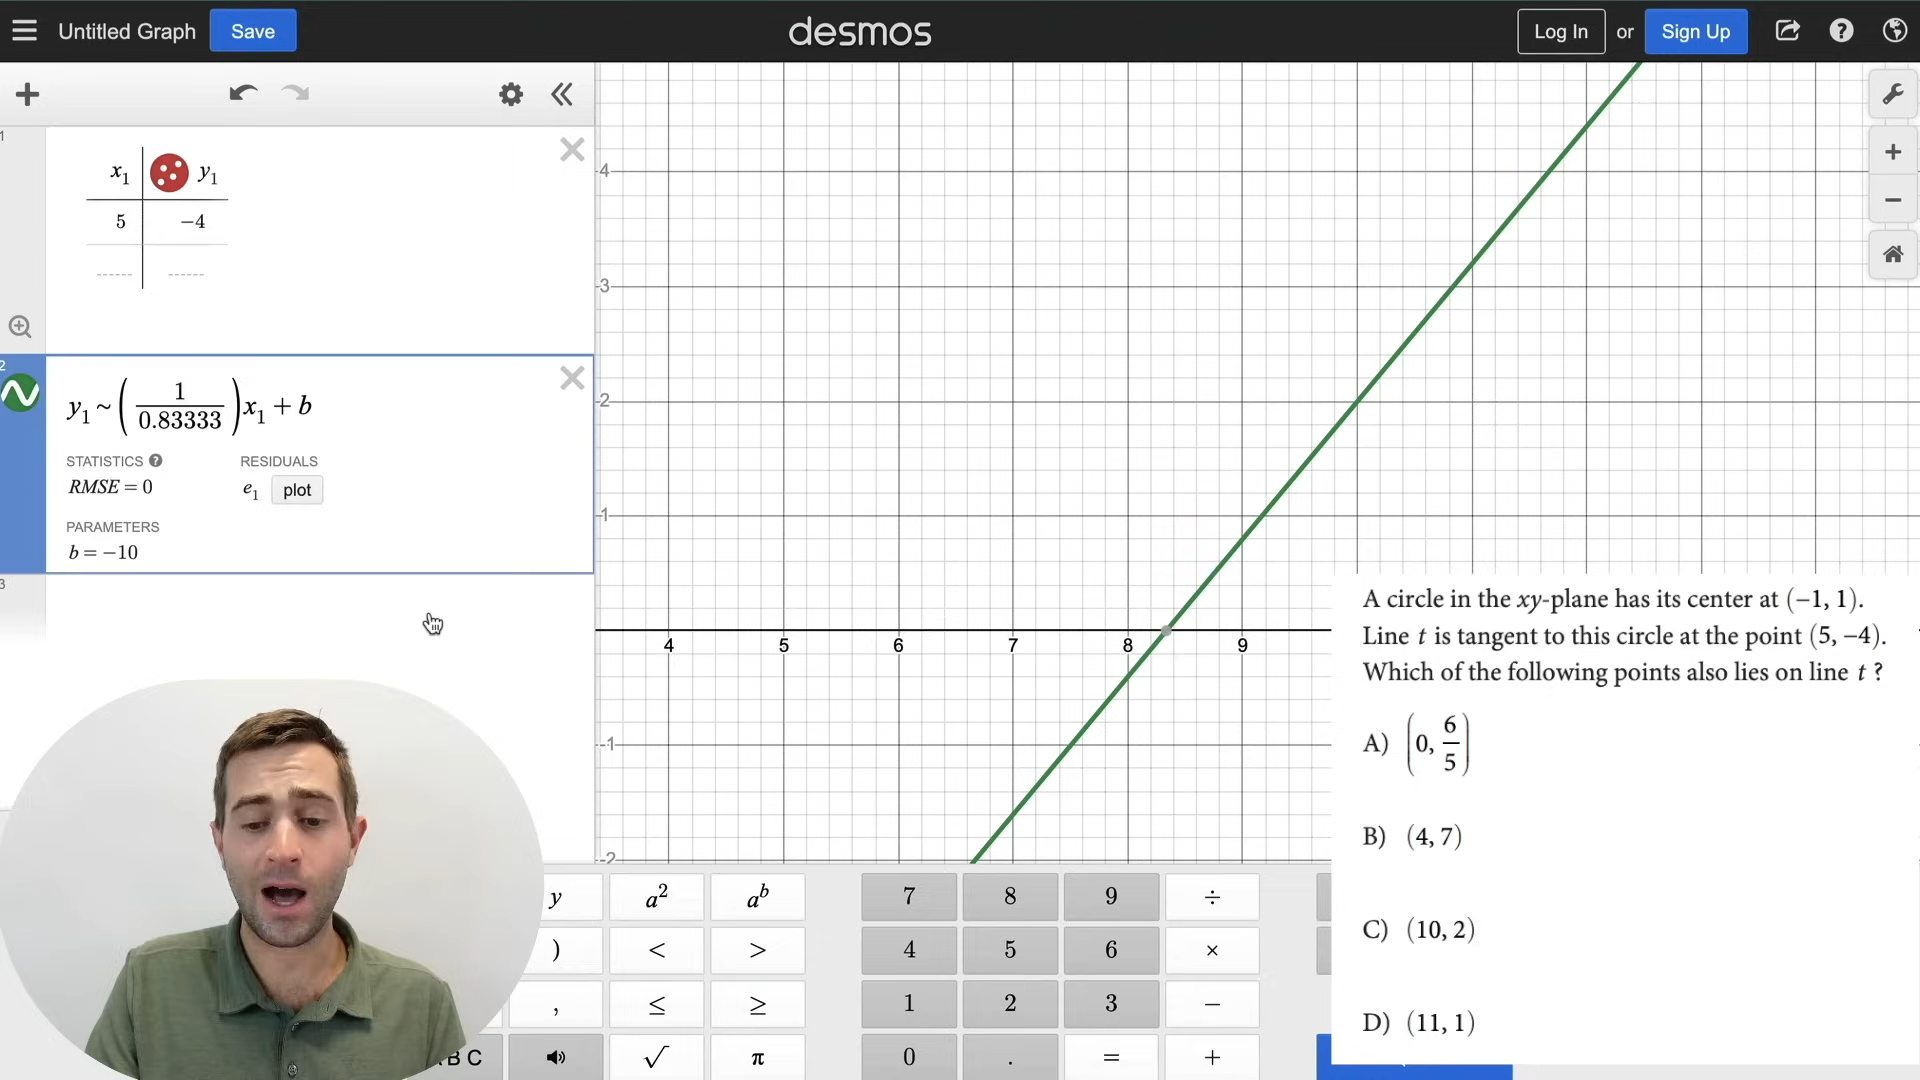 Untitled Graph Save desmos Log In or Sign Up
1
x₁ y₁
5 −4
2
y₁ ~ (1/0.83333)x₁ + b
STATISTICS RESIDUALS
RMSE = 0 e₁ plot
PARAMETERS
b = −10
3
4
3
2
1
4 5 6 7 8 9
-1
-2
A circle in the xy-plane has its center at (−1, 1).
Line t is tangent to this circle at the point (5, −4).
Which of the following points also lies on line t ?
A) (0, 6/5)
B) (4, 7)
C) (10, 2)
D) (11, 1)
y a² aᵇ 7 8 9 ÷
) < > 4 5 6 ×
, ≤ ≥ 1 2 3 −
B C √ π 0 . = +